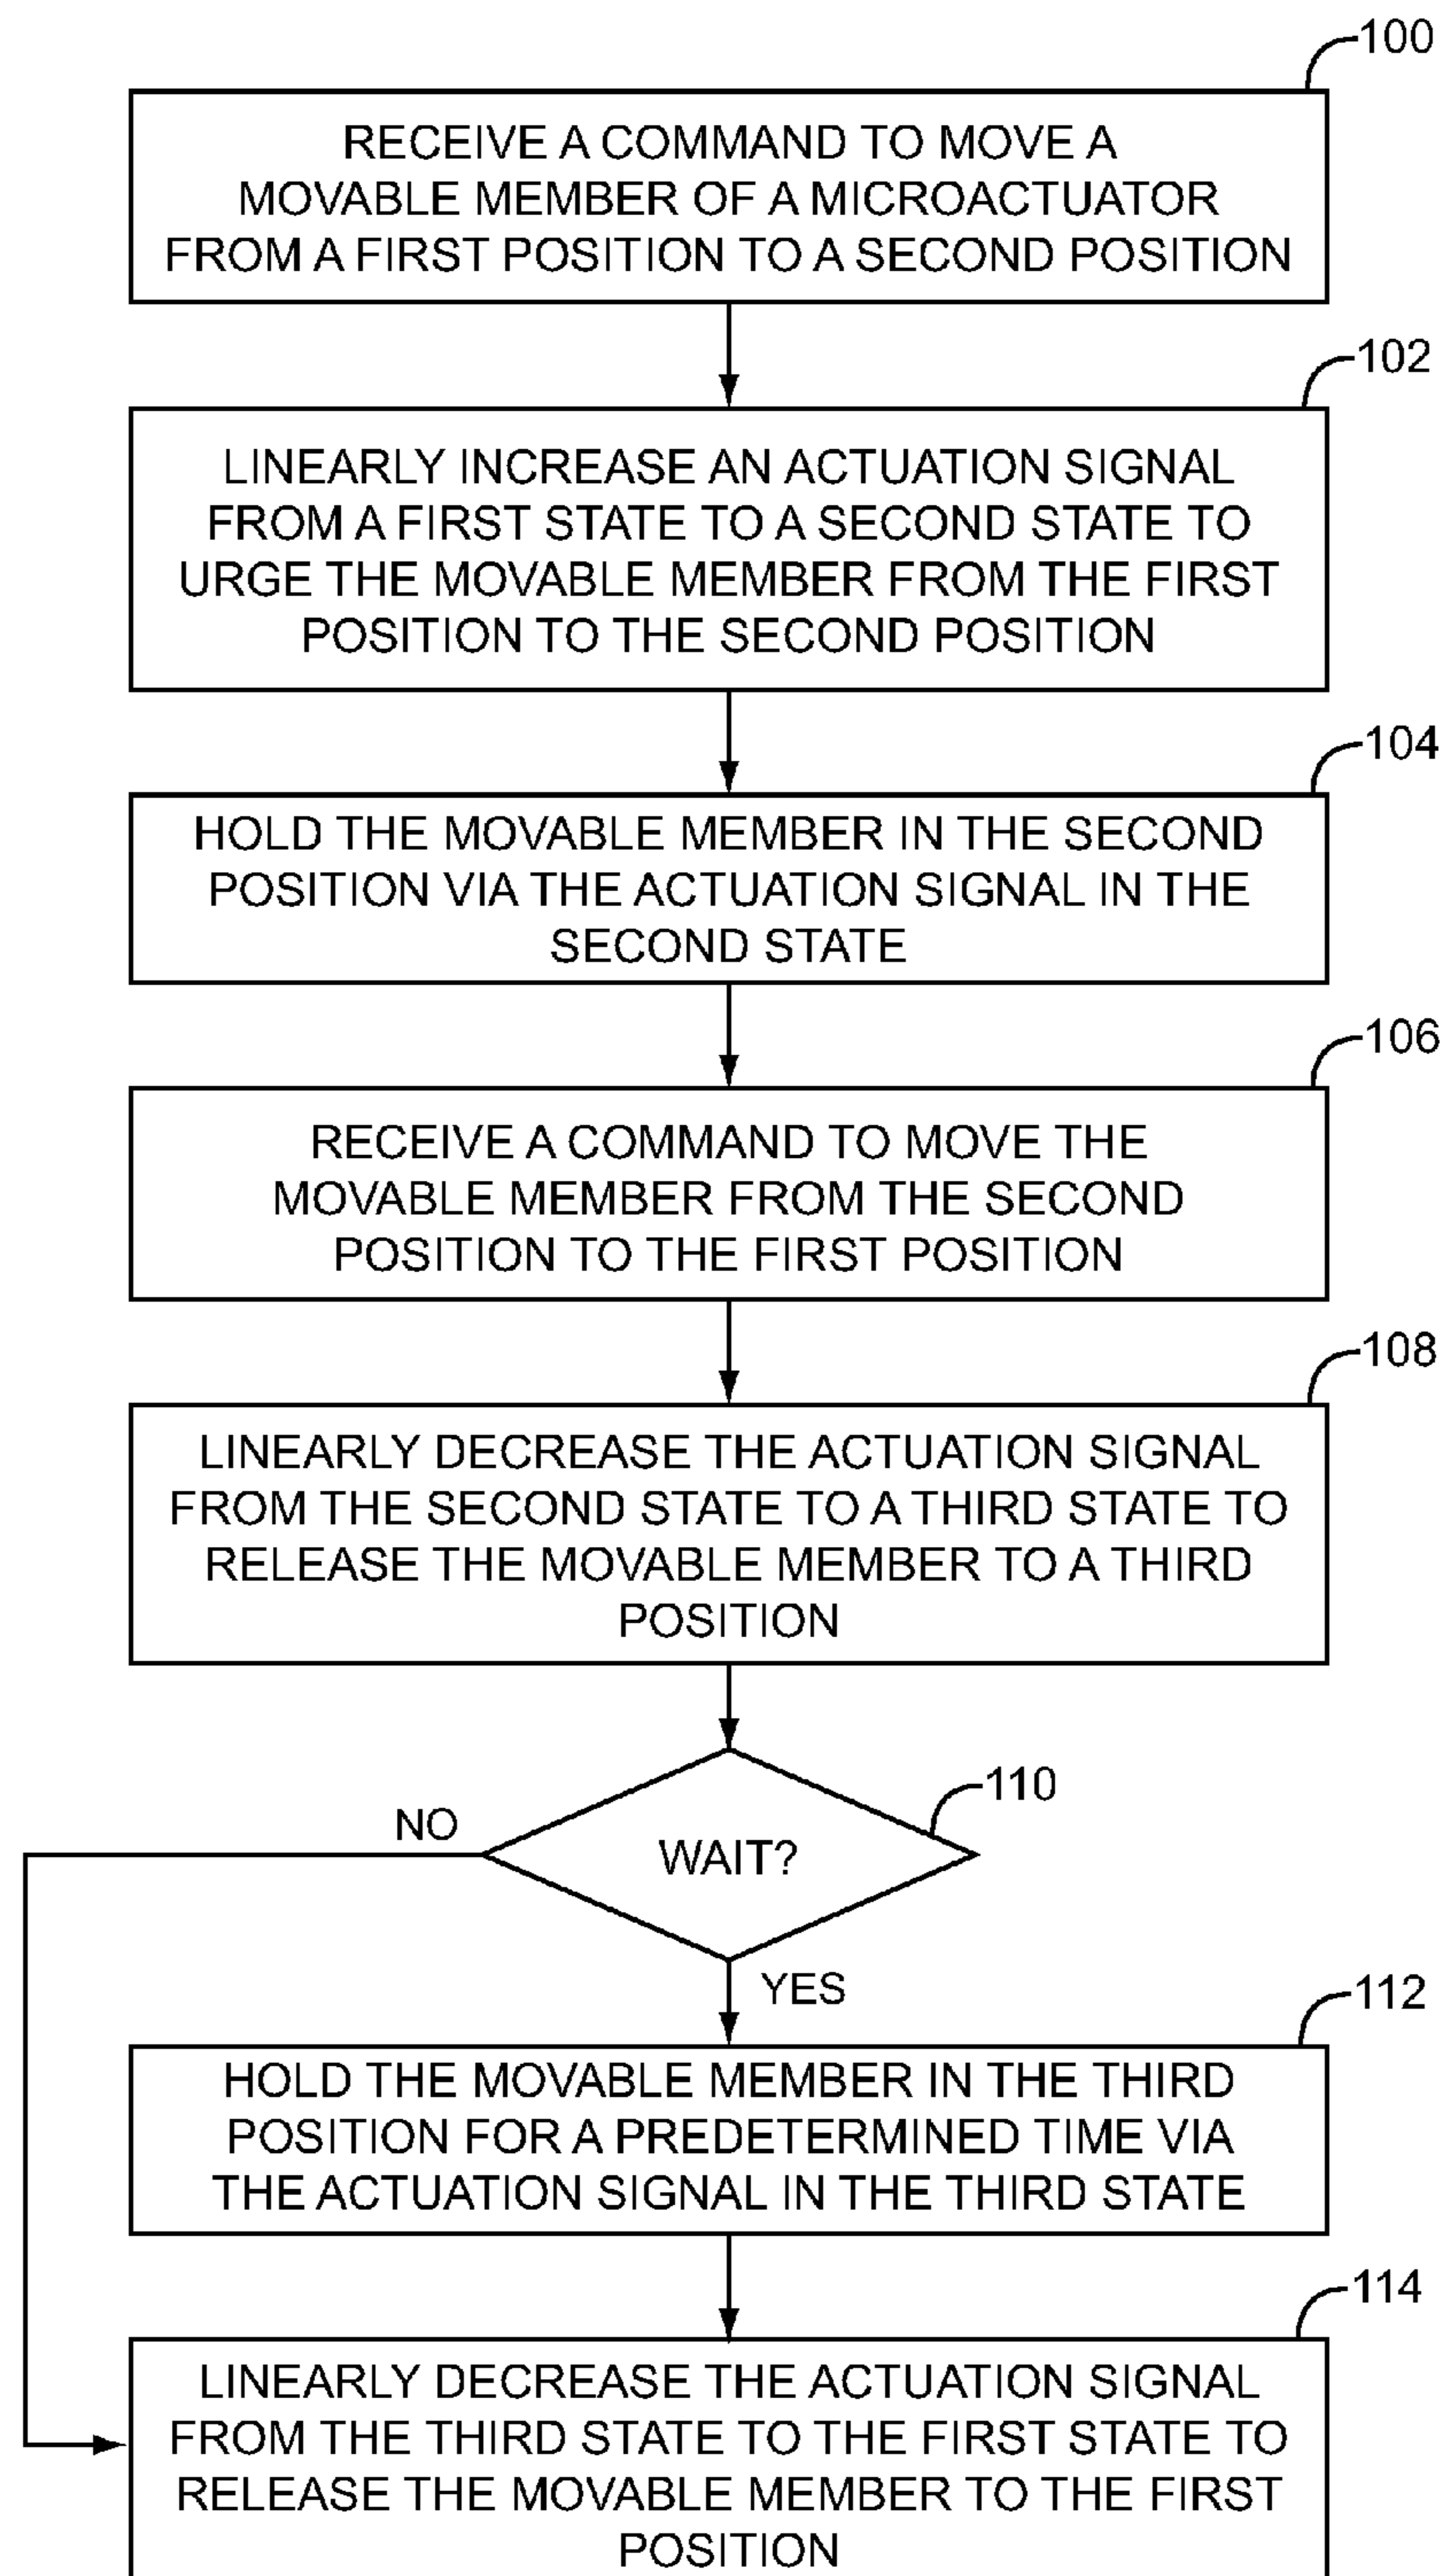 100
RECEIVE A COMMAND TO MOVE A
MOVABLE MEMBER OF A MICROACTUATOR
FROM A FIRST POSITION TO A SECOND POSITION
102
LINEARLY INCREASE AN ACTUATION SIGNAL
FROM A FIRST STATE TO A SECOND STATE TO
URGE THE MOVABLE MEMBER FROM THE FIRST
POSITION TO THE SECOND POSITION
104
HOLD THE MOVABLE MEMBER IN THE SECOND
POSITION VIA THE ACTUATION SIGNAL IN THE
SECOND STATE
106
RECEIVE A COMMAND TO MOVE THE
MOVABLE MEMBER FROM THE SECOND
POSITION TO THE FIRST POSITION
108
LINEARLY DECREASE THE ACTUATION SIGNAL
FROM THE SECOND STATE TO A THIRD STATE TO
RELEASE THE MOVABLE MEMBER TO A THIRD
POSITION
110
NO
WAIT?
YES
112
HOLD THE MOVABLE MEMBER IN THE THIRD
POSITION FOR A PREDETERMINED TIME VIA
THE ACTUATION SIGNAL IN THE THIRD STATE
114
LINEARLY DECREASE THE ACTUATION SIGNAL
FROM THE THIRD STATE TO THE FIRST STATE TO
RELEASE THE MOVABLE MEMBER TO THE FIRST
POSITION